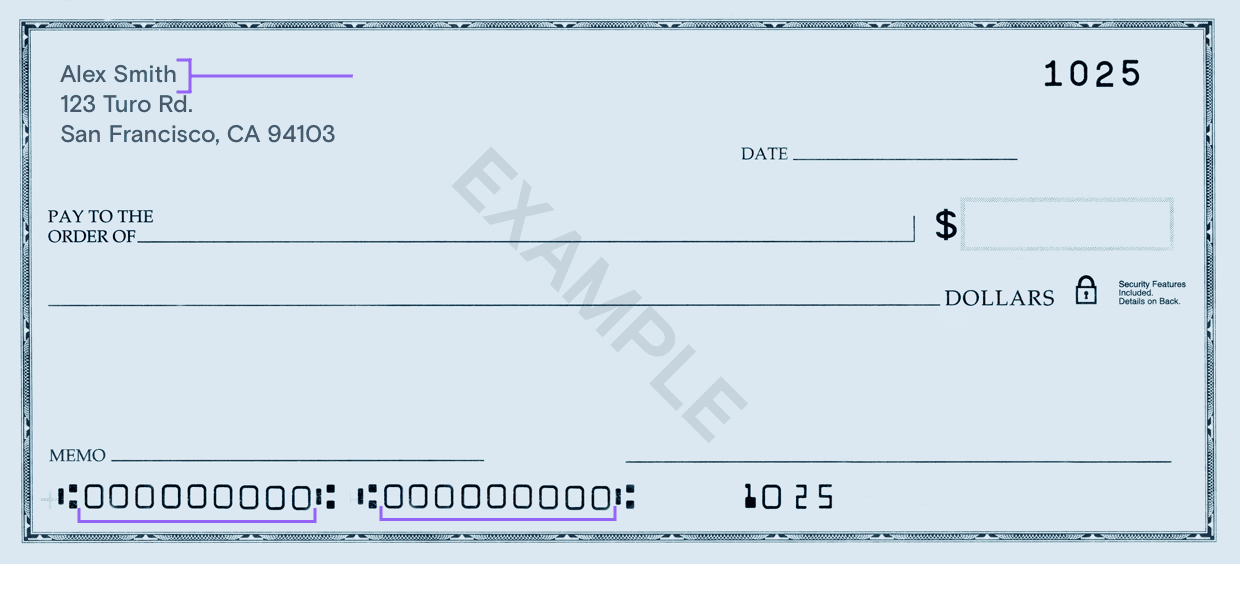 Alex Smith
123 Turo Rd.
San Francisco, CA 94103
1025
DATE
PAY TO THE
ORDER OF
$
DOLLARS
Security Features
Included.
Details on Back.
EXAMPLE
MEMO
⑆000000000⑆ ⑆000000000⑆ 1025